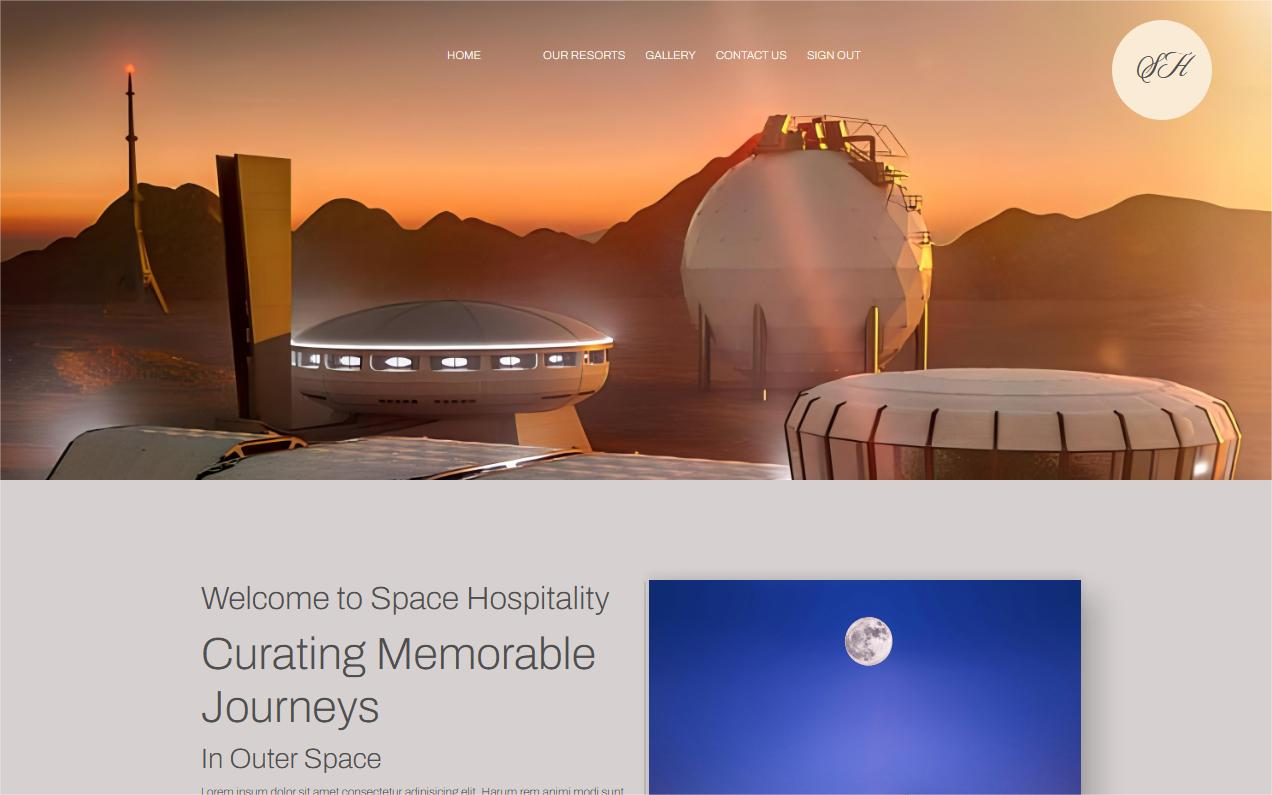 HOME OUR RESORTS GALLERY CONTACT US SIGN OUT
SH
Welcome to Space Hospitality
Curating Memorable
Journeys
In Outer Space
Lorem ipsum dolor sit amet consectetur adipisicing elit. Harum rem animi modi sunt